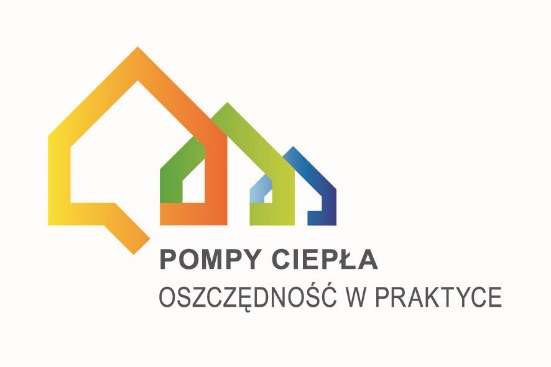 POMPY CIEPŁA
OSZCZĘDNOŚĆ W PRAKTYCE